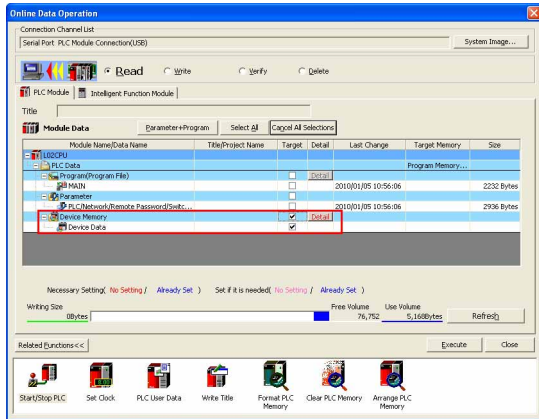 Online Data Operation
Connection Channel List
Serial Port PLC Module Connection(USB)
System Image...
Read Write Verify Delete
PLC Module Intelligent Function Module
Title
Module Data Parameter+Program Select All Cancel All Selections
Module Name/Data Name Title/Project Name Target Detail Last Change Target Memory Size
L02CPU
PLC Data Program Memory...
Program(Program File) Detail
MAIN 2010/01/05 10:56:06 2232 Bytes
Parameter
PLC/Network/Remote Password/Switc... 2010/01/05 10:56:06 2936 Bytes
Device Memory Detail
Device Data
Necessary Setting( No Setting / Already Set ) Set if it is needed( No Setting / Already Set )
Writing Size Free Volume Use Volume
0Bytes 76,752 5,168Bytes Refresh
Related Functions<< Execute Close
Start/Stop PLC Set Clock PLC User Data Write Title Format PLC Memory Clear PLC Memory Arrange PLC Memory